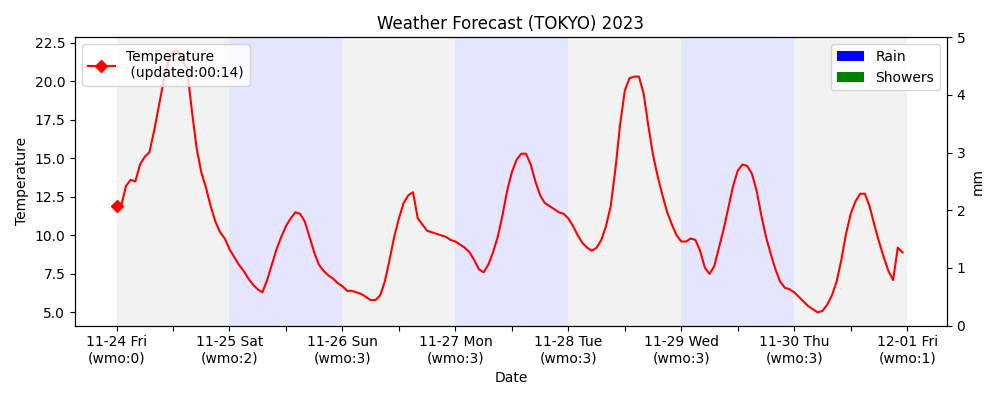 Weather Forecast (TOKYO) 2023
Temperature
(updated:00:14)
Rain
Showers
22.5
20.0
17.5
15.0
12.5
10.0
7.5
5.0
Temperature
5
4
3
2
1
0
mm
11-24 Fri
(wmo:0)
11-25 Sat
(wmo:2)
11-26 Sun
(wmo:3)
11-27 Mon
(wmo:3)
11-28 Tue
(wmo:3)
11-29 Wed
(wmo:3)
11-30 Thu
(wmo:3)
12-01 Fri
(wmo:1)
Date